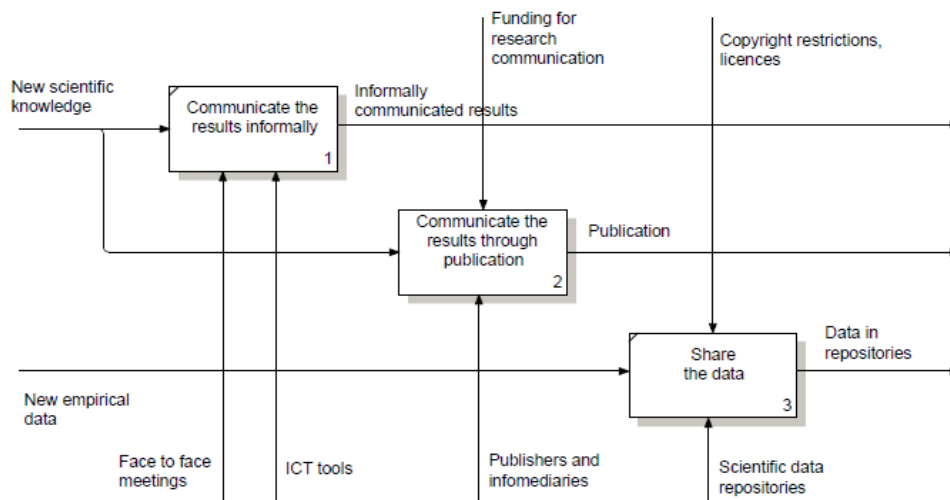 Funding for
research
communication
Copyright restrictions,
licences
New scientific
knowledge
Communicate the
results informally
1
Informally
communicated results
Communicate the
results through
publication
2
Publication
Share
the data
3
Data in
repositories
New empirical
data
Face to face
meetings
ICT tools
Publishers and
infomediaries
Scientific data
repositories